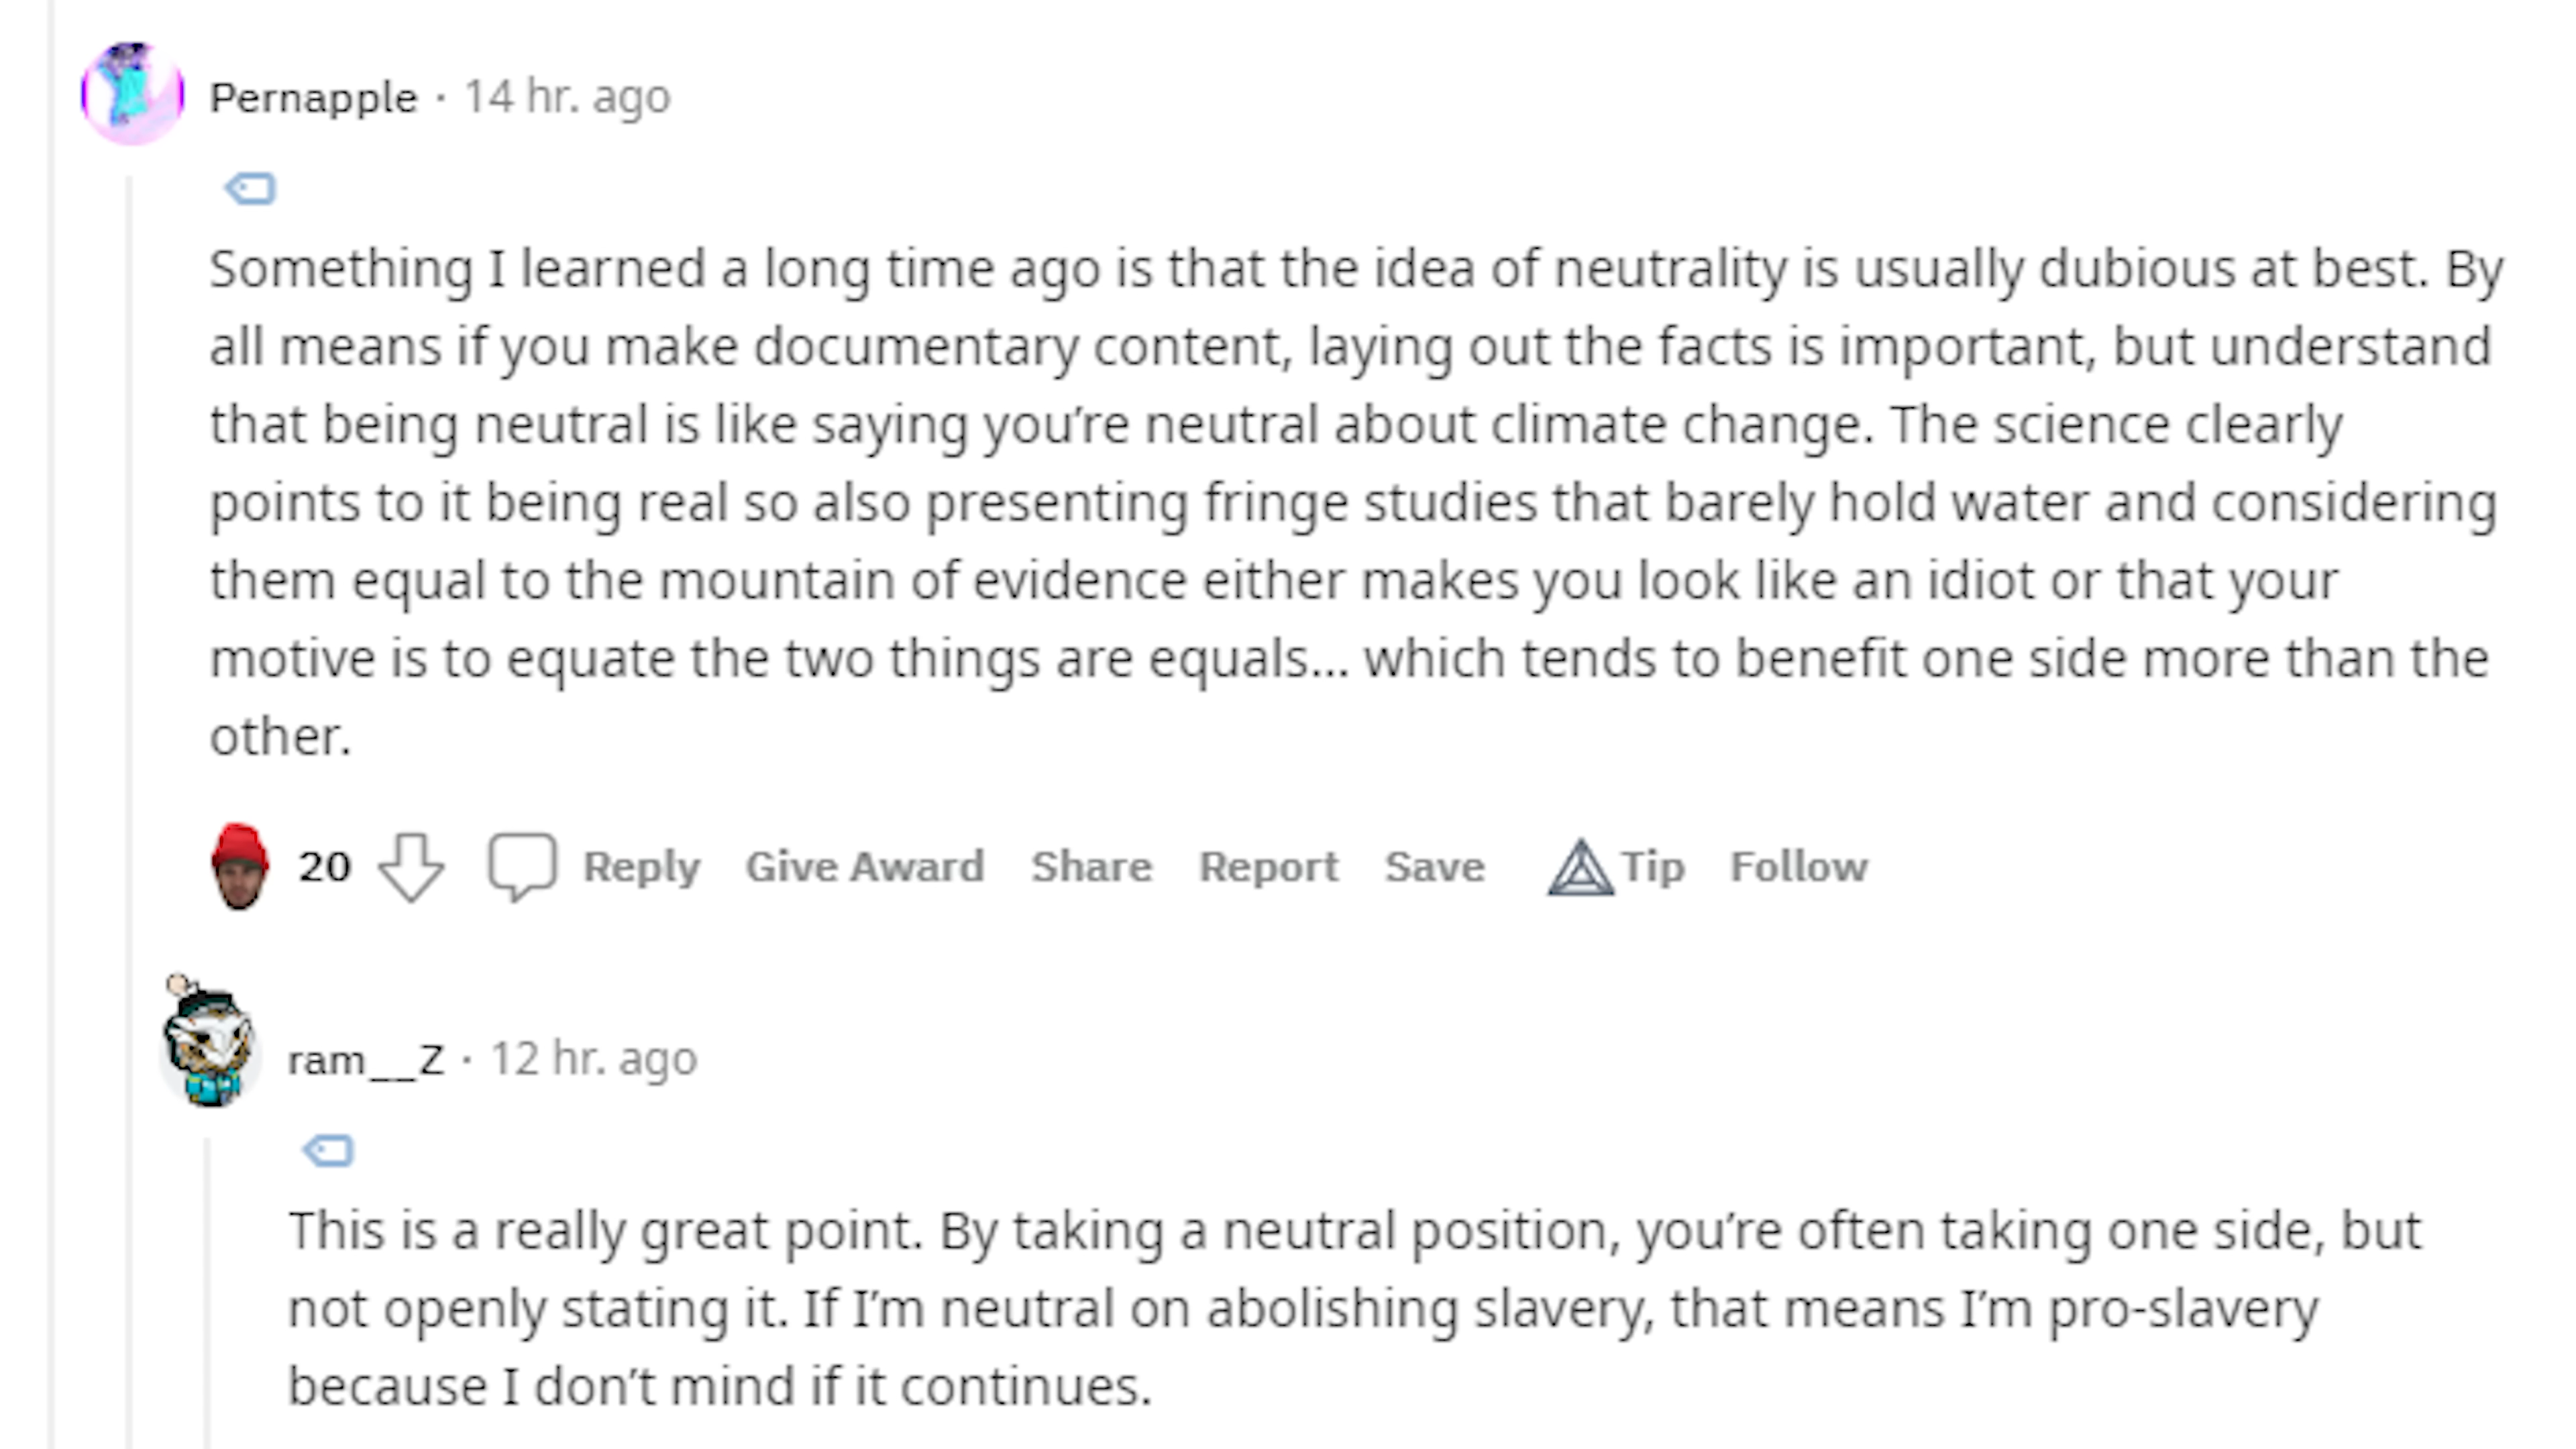 Pernapple · 14 hr. ago
Something I learned a long time ago is that the idea of neutrality is usually dubious at best. By
all means if you make documentary content, laying out the facts is important, but understand
that being neutral is like saying you’re neutral about climate change. The science clearly
points to it being real so also presenting fringe studies that barely hold water and considering
them equal to the mountain of evidence either makes you look like an idiot or that your
motive is to equate the two things are equals... which tends to benefit one side more than the
other.
20 Reply Give Award Share Report Save Tip Follow
ram__Z · 12 hr. ago
This is a really great point. By taking a neutral position, you’re often taking one side, but
not openly stating it. If I’m neutral on abolishing slavery, that means I’m pro-slavery
because I don’t mind if it continues.